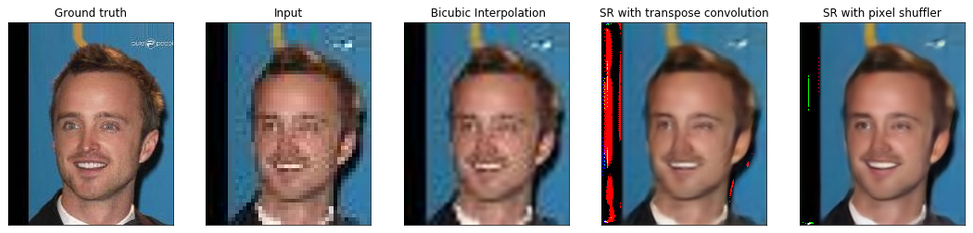 Ground truth
Input
Bicubic Interpolation
SR with transpose convolution
SR with pixel shuffler